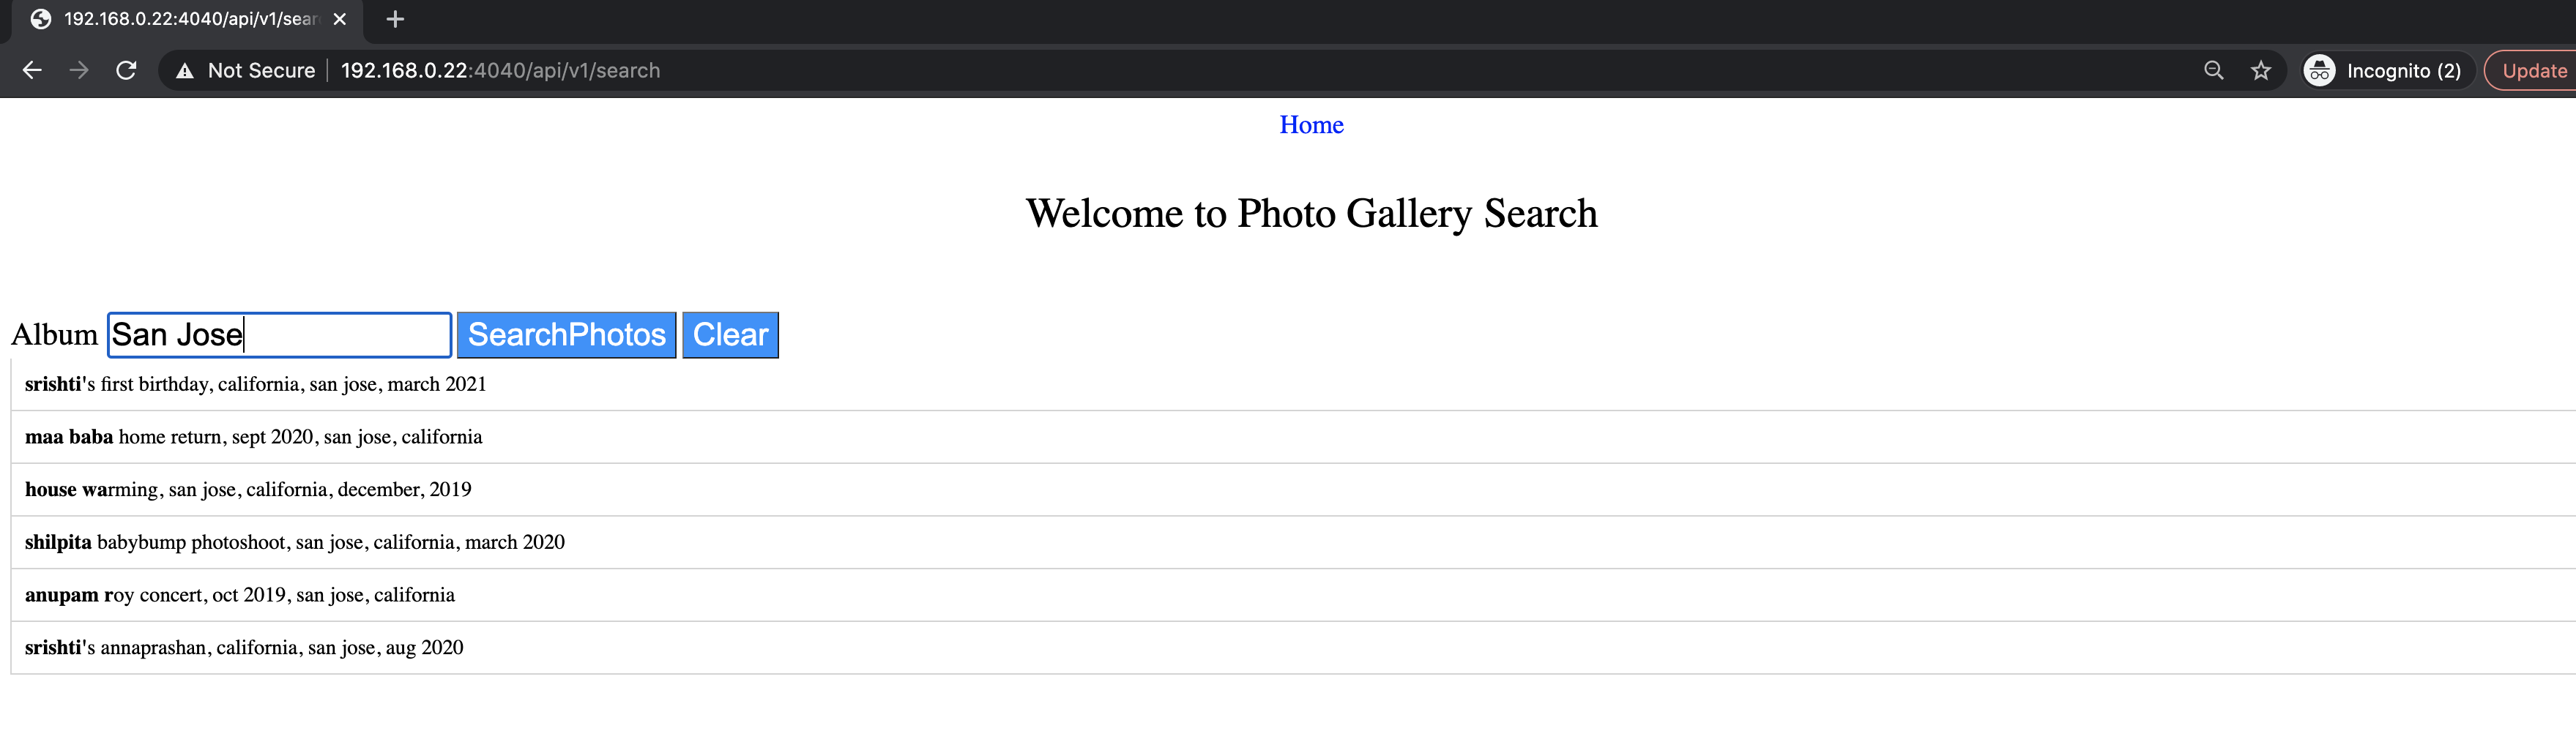 192.168.0.22:4040/api/v1/sear
Not Secure 192.168.0.22:4040/api/v1/search Incognito (2) Update
Home
Welcome to Photo Gallery Search
Album San Jose SearchPhotos Clear
srishti's first birthday, california, san jose, march 2021
maa baba home return, sept 2020, san jose, california
house warming, san jose, california, december, 2019
shilpita babybump photoshoot, san jose, california, march 2020
anupam roy concert, oct 2019, san jose, california
srishti's annaprashan, california, san jose, aug 2020